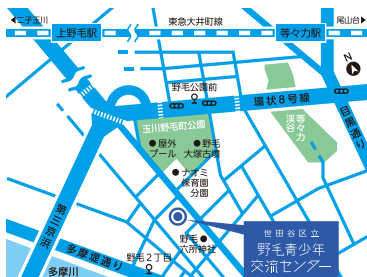 ◀二子玉川
東急大井町線
尾山台▶
上野毛駅
等々力駅
N
野毛公園前
環状8号線
玉川野毛町公園
等々力
渓谷
目黒通り
●屋外
プール
●野毛
大塚古墳
●ナオミ
保育園
分園
第三京浜
野毛●
六所神社
世田谷区立
野毛青少年
交流センター
多摩堤通り
野毛2丁目
多摩川